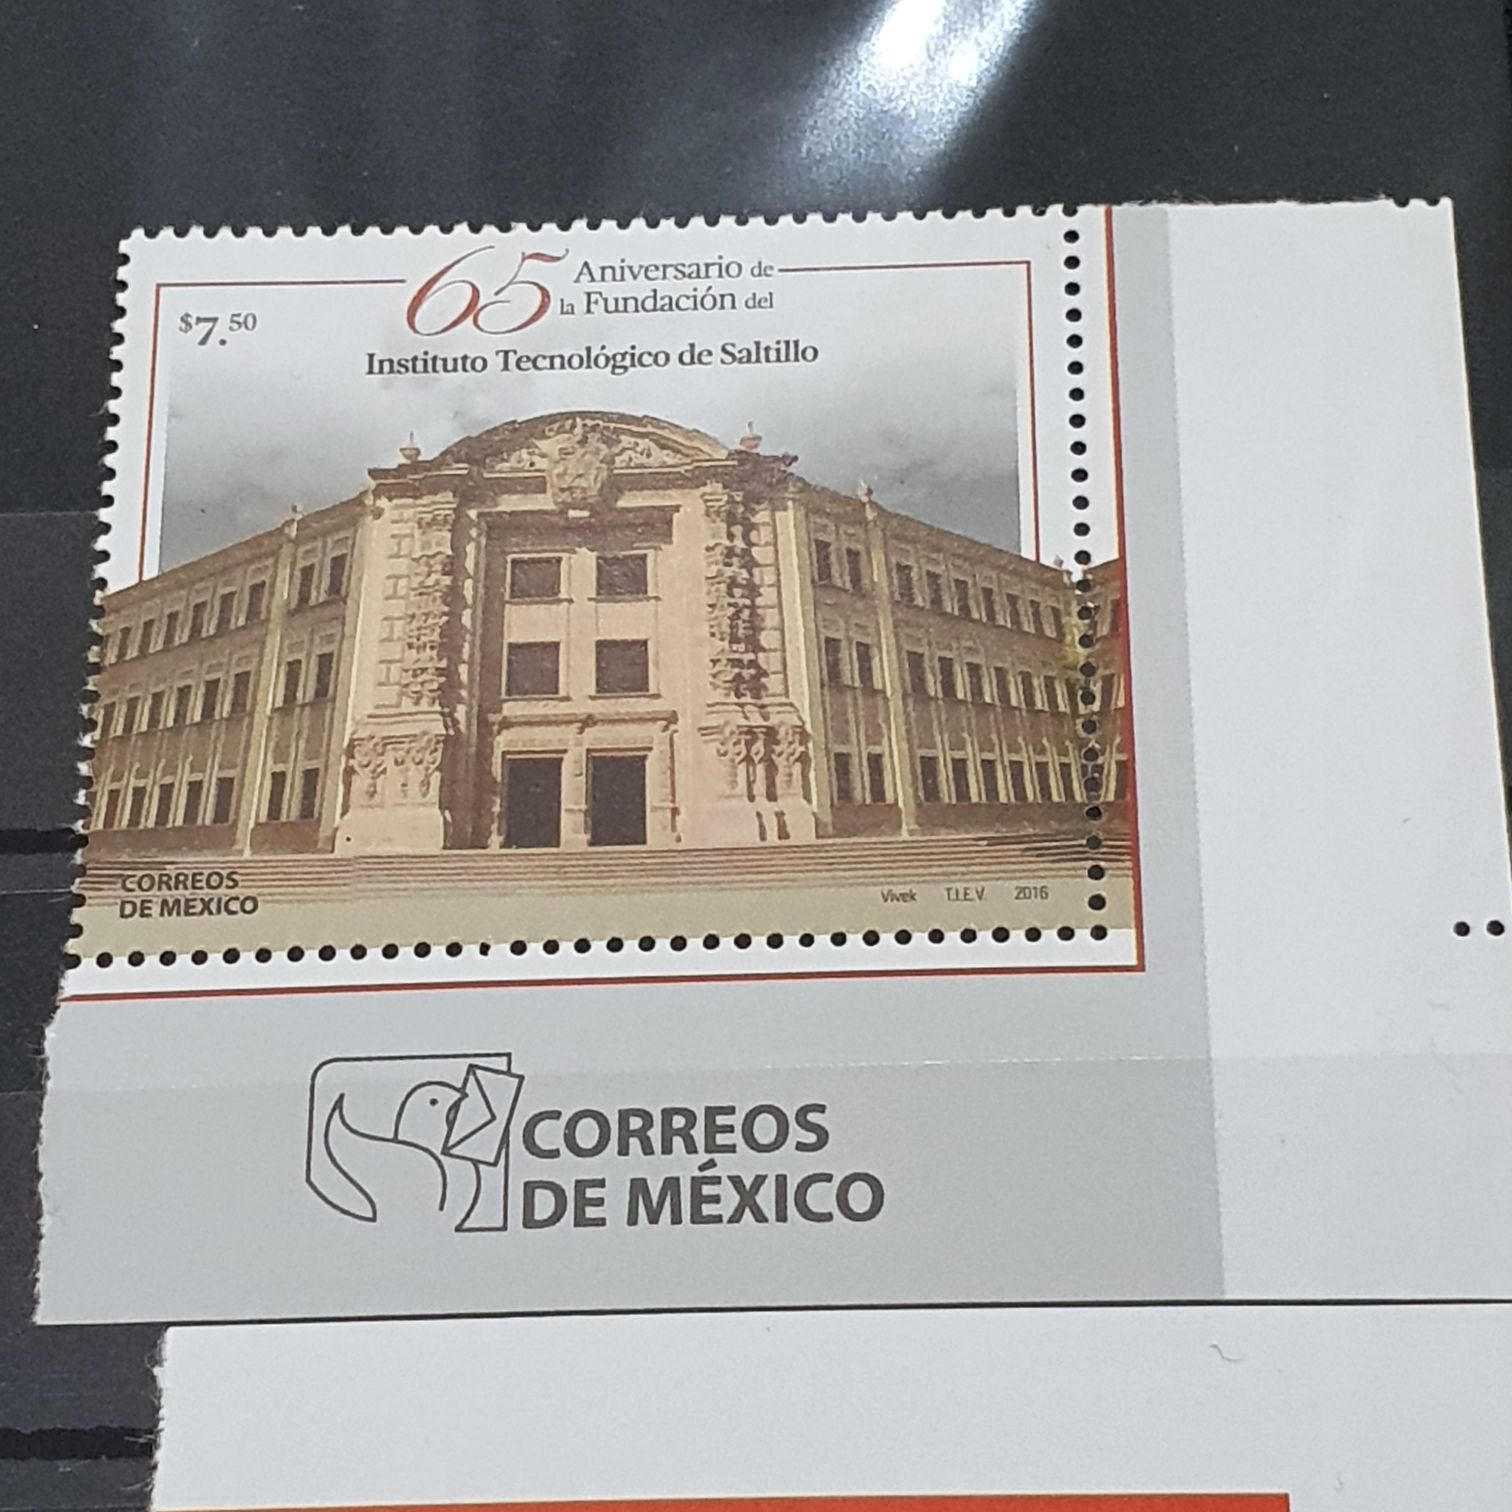 65 Aniversario de
la Fundación del
$7.50
Instituto Tecnológico de Saltillo
CORREOS
DE MEXICO
Vivek T.I.E.V. 2016
CORREOS
DE MÉXICO